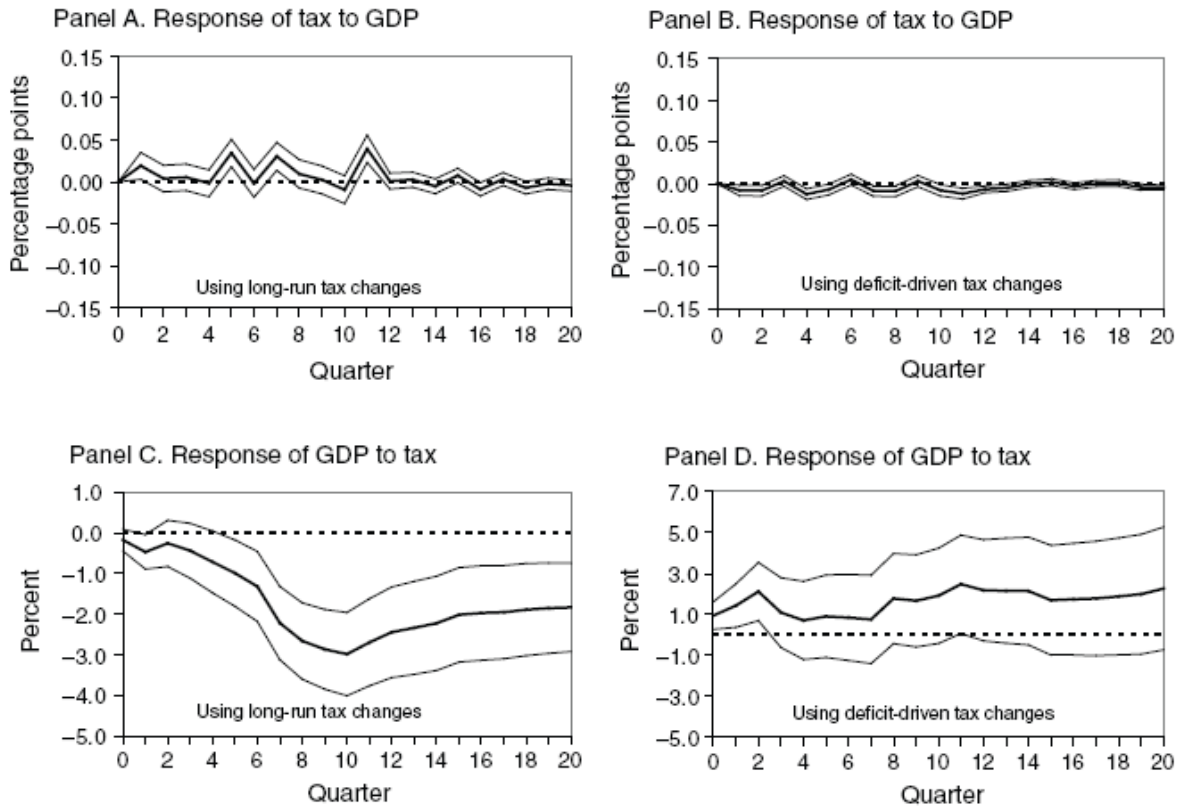 Panel A. Response of tax to GDP
Percentage points
0.15
0.10
0.05
0.00
–0.05
–0.10
–0.15
Using long-run tax changes
0 2 4 6 8 10 12 14 16 18 20
Quarter
Panel B. Response of tax to GDP
Percentage points
0.15
0.10
0.05
0.00
–0.05
–0.10
–0.15
Using deficit-driven tax changes
0 2 4 6 8 10 12 14 16 18 20
Quarter
Panel C. Response of GDP to tax
Percent
1.0
0.0
–1.0
–2.0
–3.0
–4.0
–5.0
Using long-run tax changes
0 2 4 6 8 10 12 14 16 18 20
Quarter
Panel D. Response of GDP to tax
Percent
7.0
5.0
3.0
1.0
–1.0
–3.0
–5.0
Using deficit-driven tax changes
0 2 4 6 8 10 12 14 16 18 20
Quarter